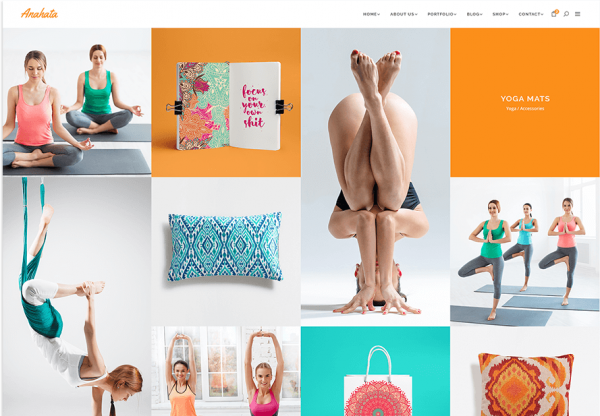 Anahata
HOME
ABOUT US
PORTFOLIO
BLOG
SHOP
CONTACT
focus
on
your
own
shit
YOGA MATS
Yoga / Accessories